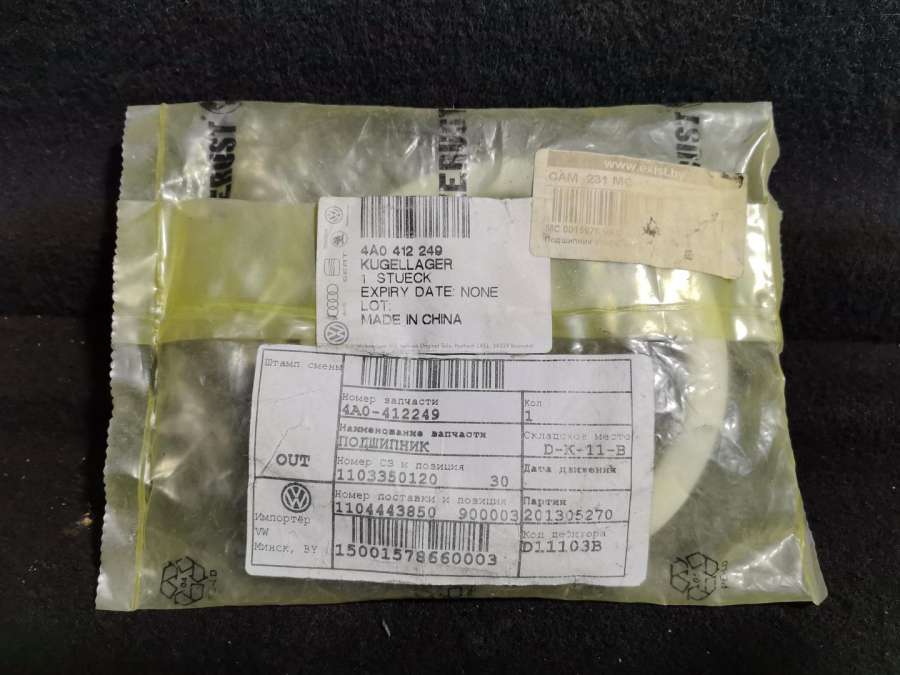 www.exist.by
CAM -231 MC
Подшипник
4A0 412 249
KUGELLAGER
1 STUECK
EXPIRY DATE: NONE
LOT:
MADE IN CHINA
Штамп смены
Номер запчасти
4A0-412249
Кол
1
Наименование запчасти
ПОДШИПНИК
Складское место
D-K-11-B
OUT
Номер СЗ и позиция
1103350120 30
Дата движения
Номер поставки и позиция
1104443850 900003
Партия
201305270
Импортёр
VW
Минск, BY
15001578660003
Код дебитора
D11103B